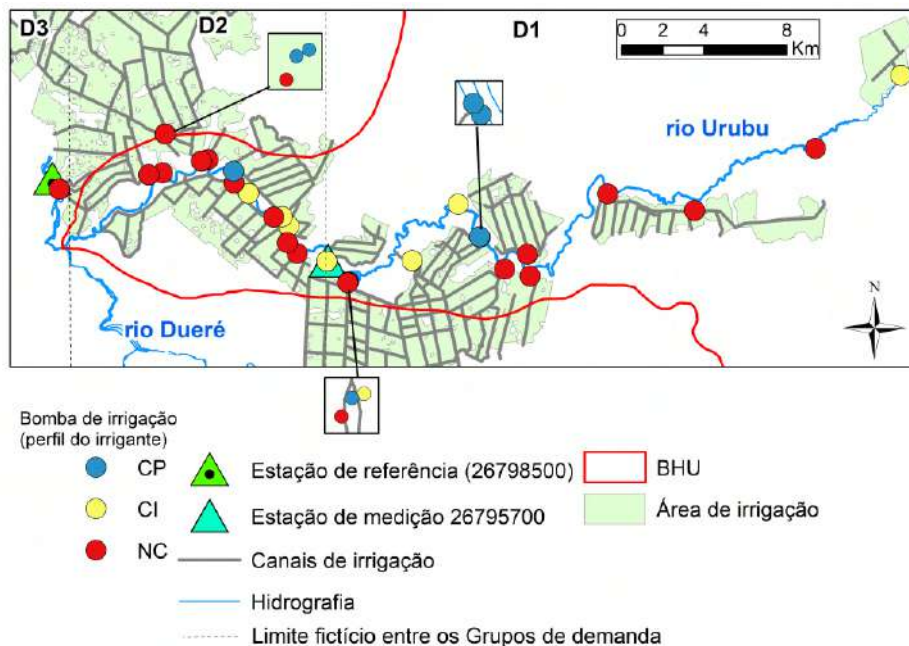 D3 D2 D1
0 2 4 8
Km
rio Urubu
rio Dueré
N
Bomba de irrigação
(perfil do irrigante)
CP
CI
NC
Estação de referência (26798500)
Estação de medição 26795700
Canais de irrigação
Hidrografia
Limite fictício entre os Grupos de demanda
BHU
Área de irrigação